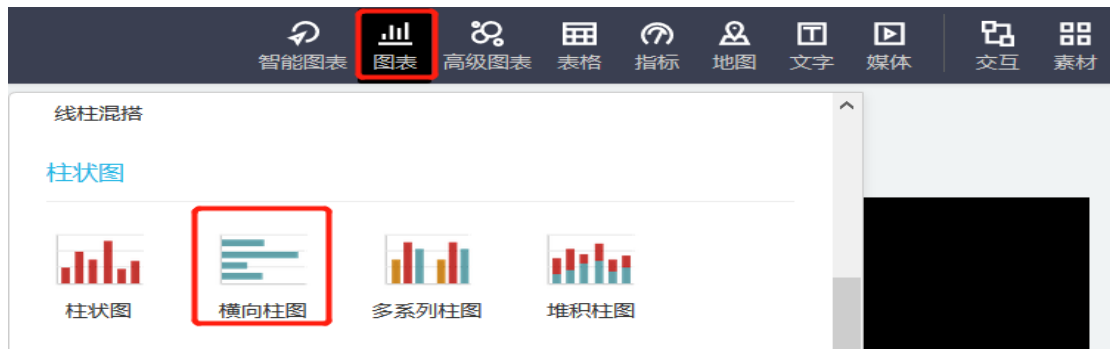 智能图表 图表 高级图表 表格 指标 地图 文字 媒体 交互 素材
线柱混搭
柱状图
柱状图 横向柱图 多系列柱图 堆积柱图